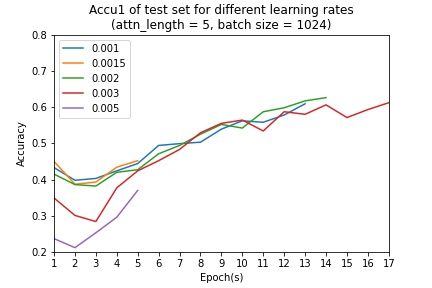 Accu1 of test set for different learning rates
(attn_length = 5, batch size = 1024)
0.8
0.7
0.6
0.5
0.4
0.3
0.2
Accuracy
0.001
0.0015
0.002
0.003
0.005
1 2 3 4 5 6 7 8 9 10 11 12 13 14 15 16 17
Epoch(s)